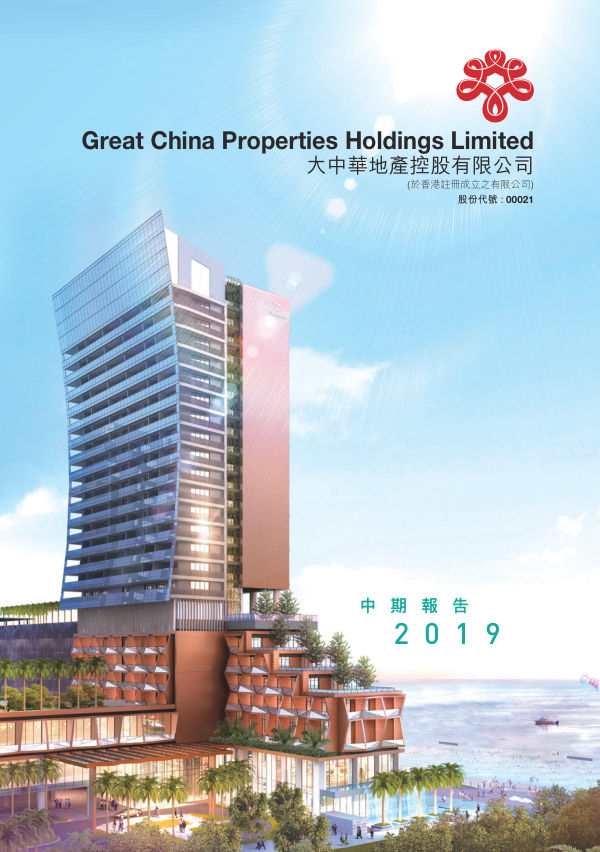 Great China Properties Holdings Limited
大中華地產控股有限公司
(於香港註冊成立之有限公司)
股份代號 : 00021
中期報告
2019